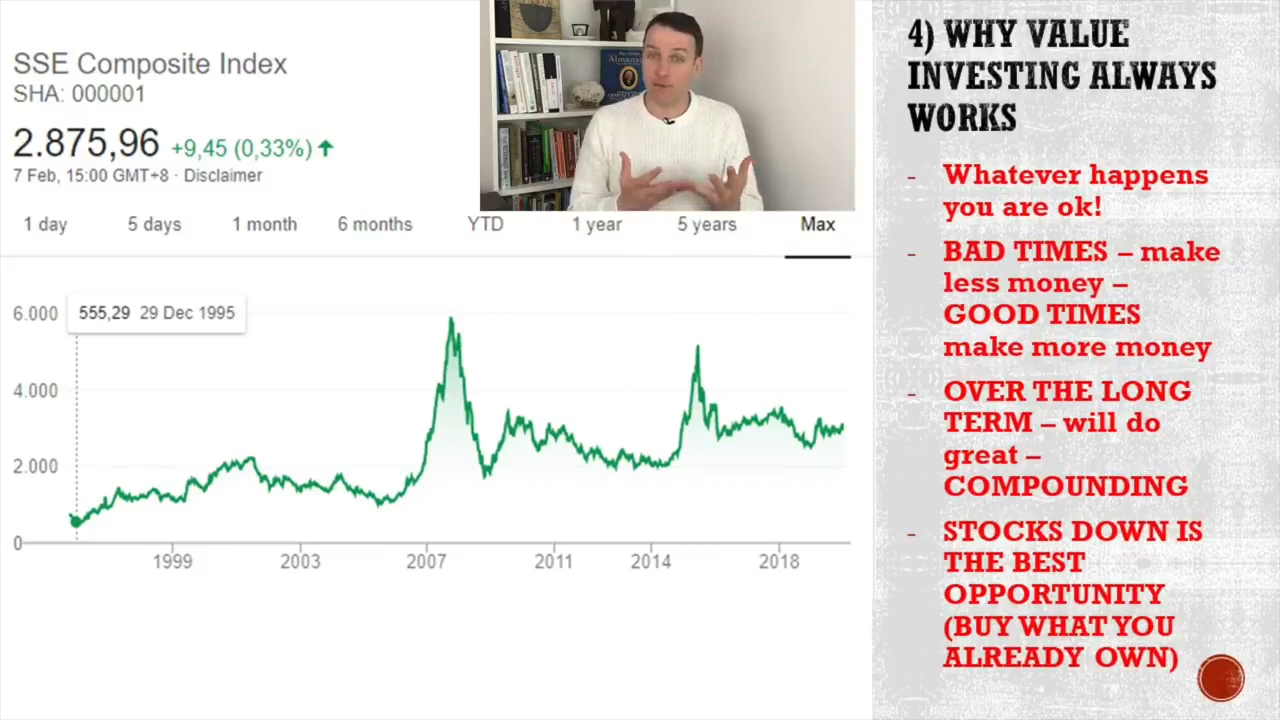 SSE Composite Index
SHA: 000001
2.875,96 +9,45 (0,33%)
7 Feb, 15:00 GMT+8 · Disclaimer
1 day 5 days 1 month 6 months YTD 1 year 5 years Max
6.000
555,29 29 Dec 1995
4.000
2.000
0
1999 2003 2007 2011 2014 2018
4) WHY VALUE
INVESTING ALWAYS
WORKS
- Whatever happens
you are ok!
- BAD TIMES – make
less money –
GOOD TIMES
make more money
- OVER THE LONG
TERM – will do
great –
COMPOUNDING
- STOCKS DOWN IS
THE BEST
OPPORTUNITY
(BUY WHAT YOU
ALREADY OWN)